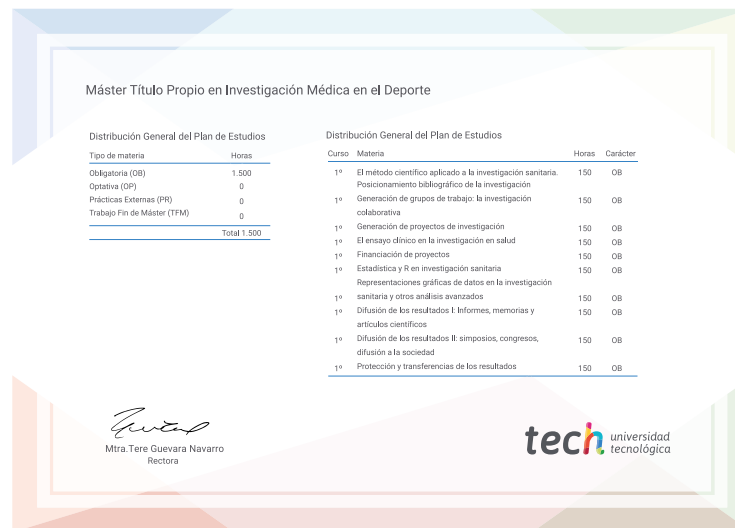 Máster Título Propio en Investigación Médica en el Deporte
Distribución General del Plan de Estudios
Tipo de materia Horas
Obligatoria (OB) 1.500
Optativa (OP) 0
Prácticas Externas (PR) 0
Trabajo Fin de Máster (TFM) 0
Total 1.500
Distribución General del Plan de Estudios
Curso Materia Horas Carácter
1º El método científico aplicado a la investigación sanitaria. 150 OB
Posicionamiento bibliográfico de la investigación
1º Generación de grupos de trabajo: la investigación 150 OB
colaborativa
1º Generación de proyectos de investigación 150 OB
1º El ensayo clínico en la investigación en salud 150 OB
1º Financiación de proyectos 150 OB
1º Estadística y R en investigación sanitaria 150 OB
Representaciones gráficas de datos en la investigación
1º sanitaria y otros análisis avanzados 150 OB
1º Difusión de los resultados I: Informes, memorias y 150 OB
artículos científicos
1º Difusión de los resultados II: simposios, congresos, 150 OB
difusión a la sociedad
1º Protección y transferencias de los resultados 150 OB
Mtra.Tere Guevara Navarro
Rectora
tech universidad
tecnológica